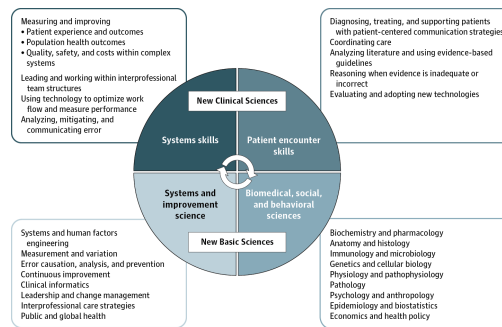 Measuring and improving
• Patient experience and outcomes
• Population health outcomes
• Quality, safety, and costs within complex
systems
Leading and working within interprofessional
team structures
Using technology to optimize work
flow and measure performance
Analyzing, mitigating, and
communicating error
Diagnosing, treating, and supporting patients
with patient-centered communication strategies
Coordinating care
Analyzing literature and using evidence-based
guidelines
Reasoning when evidence is inadequate or
incorrect
Evaluating and adopting new technologies
New Clinical Sciences
Systems skills
Patient encounter
skills
Systems and
improvement
science
Biomedical, social,
and behavioral
sciences
New Basic Sciences
Systems and human factors
engineering
Measurement and variation
Error causation, analysis, and prevention
Continuous improvement
Clinical informatics
Leadership and change management
Interprofessional care strategies
Public and global health
Biochemistry and pharmacology
Anatomy and histology
Immunology and microbiology
Genetics and cellular biology
Physiology and pathophysiology
Pathology
Psychology and anthropology
Epidemiology and biostatistics
Economics and health policy